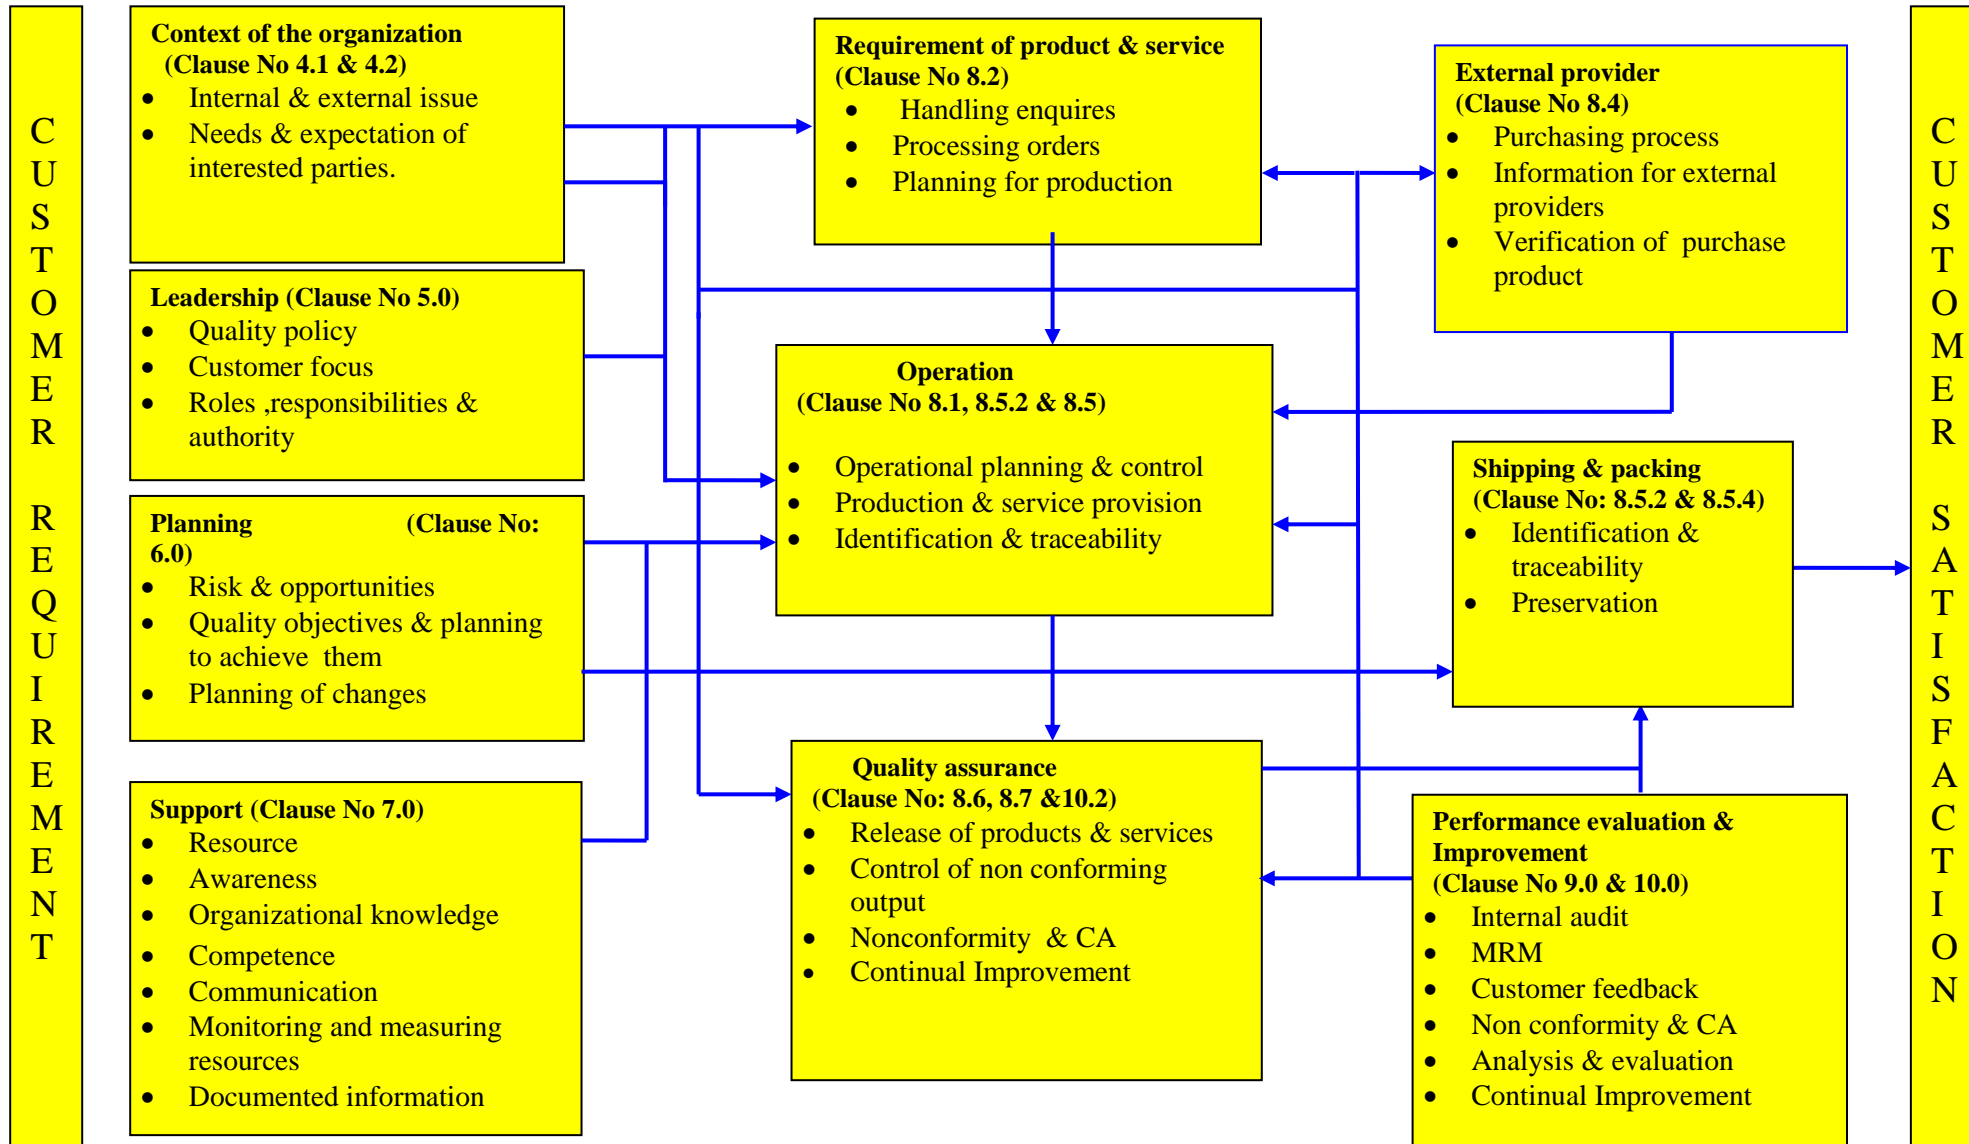 CUSTOMER REQUIREMENT
Context of the organization
(Clause No 4.1 & 4.2)
• Internal & external issue
• Needs & expectation of
interested parties.
Leadership (Clause No 5.0)
• Quality policy
• Customer focus
• Roles ,responsibilities &
authority
Planning (Clause No:
6.0)
• Risk & opportunities
• Quality objectives & planning
to achieve them
• Planning of changes
Support (Clause No 7.0)
• Resource
• Awareness
• Organizational knowledge
• Competence
• Communication
• Monitoring and measuring
resources
• Documented information
Requirement of product & service
(Clause No 8.2)
• Handling enquires
• Processing orders
• Planning for production
Operation
(Clause No 8.1, 8.5.2 & 8.5)
• Operational planning & control
• Production & service provision
• Identification & traceability
Quality assurance
(Clause No: 8.6, 8.7 &10.2)
• Release of products & services
• Control of non conforming
output
• Nonconformity & CA
• Continual Improvement
External provider
(Clause No 8.4)
• Purchasing process
• Information for external
providers
• Verification of purchase
product
Shipping & packing
(Clause No: 8.5.2 & 8.5.4)
• Identification &
traceability
• Preservation
Performance evaluation &
Improvement
(Clause No 9.0 & 10.0)
• Internal audit
• MRM
• Customer feedback
• Non conformity & CA
• Analysis & evaluation
• Continual Improvement
CUSTOMER SATISFACTION